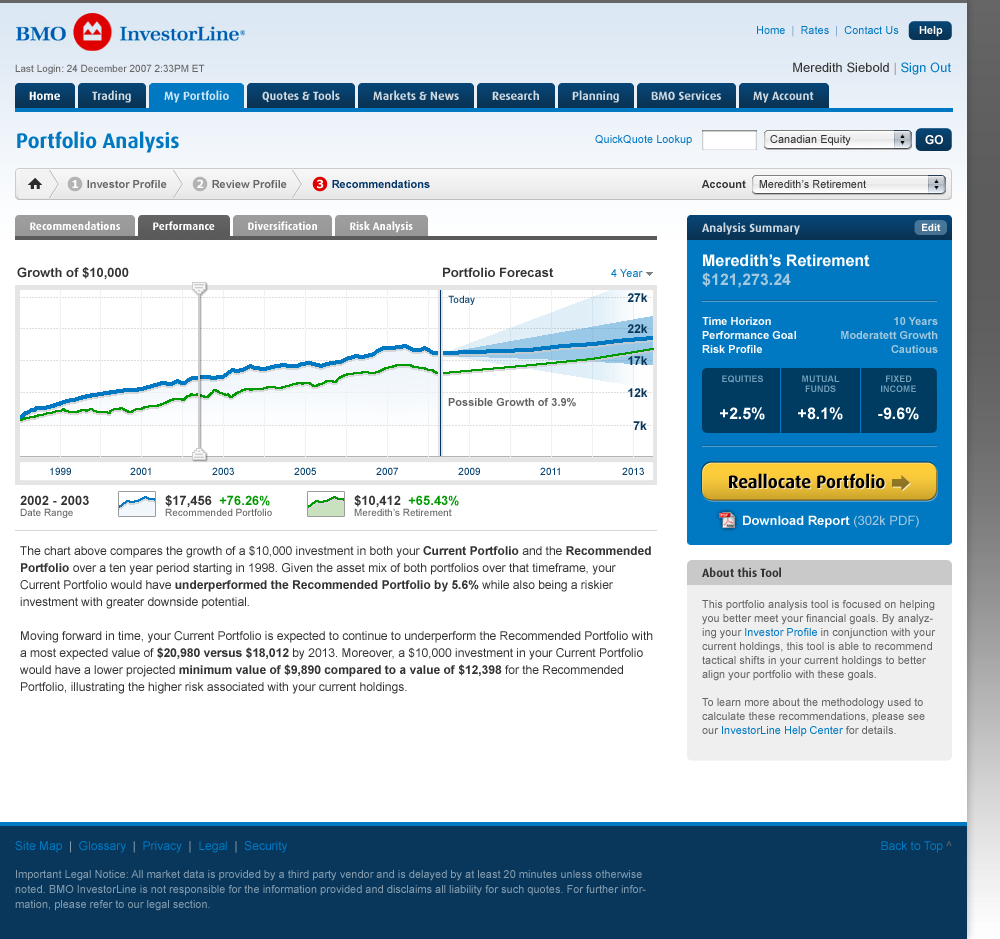 BMO InvestorLine®
Home | Rates | Contact Us Help
Last Login: 24 December 2007 2:33PM ET
Meredith Siebold | Sign Out
Home Trading My Portfolio Quotes & Tools Markets & News Research Planning BMO Services My Account
Portfolio Analysis
QuickQuote Lookup Canadian Equity GO
1 Investor Profile 2 Review Profile 3 Recommendations
Account Meredith's Retirement
Recommendations Performance Diversification Risk Analysis
Growth of $10,000
Portfolio Forecast 4 Year
Today
27k
22k
17k
12k
7k
Possible Growth of 3.9%
1999 2001 2003 2005 2007 2009 2011 2013
2002 - 2003
Date Range
$17,456 +76.26%
Recommended Portfolio
$10,412 +65.43%
Meredith's Retirement
The chart above compares the growth of a $10,000 investment in both your Current Portfolio and the Recommended
Portfolio over a ten year period starting in 1998. Given the asset mix of both portfolios over that timeframe, your
Current Portfolio would have underperformed the Recommended Portfolio by 5.6% while also being a riskier
investment with greater downside potential.
Moving forward in time, your Current Portfolio is expected to continue to underperform the Recommended Portfolio with
a most expected value of $20,980 versus $18,012 by 2013. Moreover, a $10,000 investment in your Current Portfolio
would have a lower projected minimum value of $9,890 compared to a value of $12,398 for the Recommended
Portfolio, illustrating the higher risk associated with your current holdings.
Analysis Summary Edit
Meredith's Retirement
$121,273.24
Time Horizon 10 Years
Performance Goal Moderatett Growth
Risk Profile Cautious
EQUITIES
+2.5%
MUTUAL
FUNDS
+8.1%
FIXED
INCOME
-9.6%
Reallocate Portfolio
Download Report (302k PDF)
About this Tool
This portfolio analysis tool is focused on helping
you better meet your financial goals. By analyz-
ing your Investor Profile in conjunction with your
current holdings, this tool is able to recommend
tactical shifts in your current holdings to better
align your portfolio with these goals.
To learn more about the methodology used to
calculate these recommendations, please see
our InvestorLine Help Center for details.
Site Map | Glossary | Privacy | Legal | Security
Back to Top ^
Important Legal Notice: All market data is provided by a third party vendor and is delayed by at least 20 minutes unless otherwise
noted. BMO InvestorLine is not responsible for the information provided and disclaims all liability for such quotes. For further infor-
mation, please refer to our legal section.